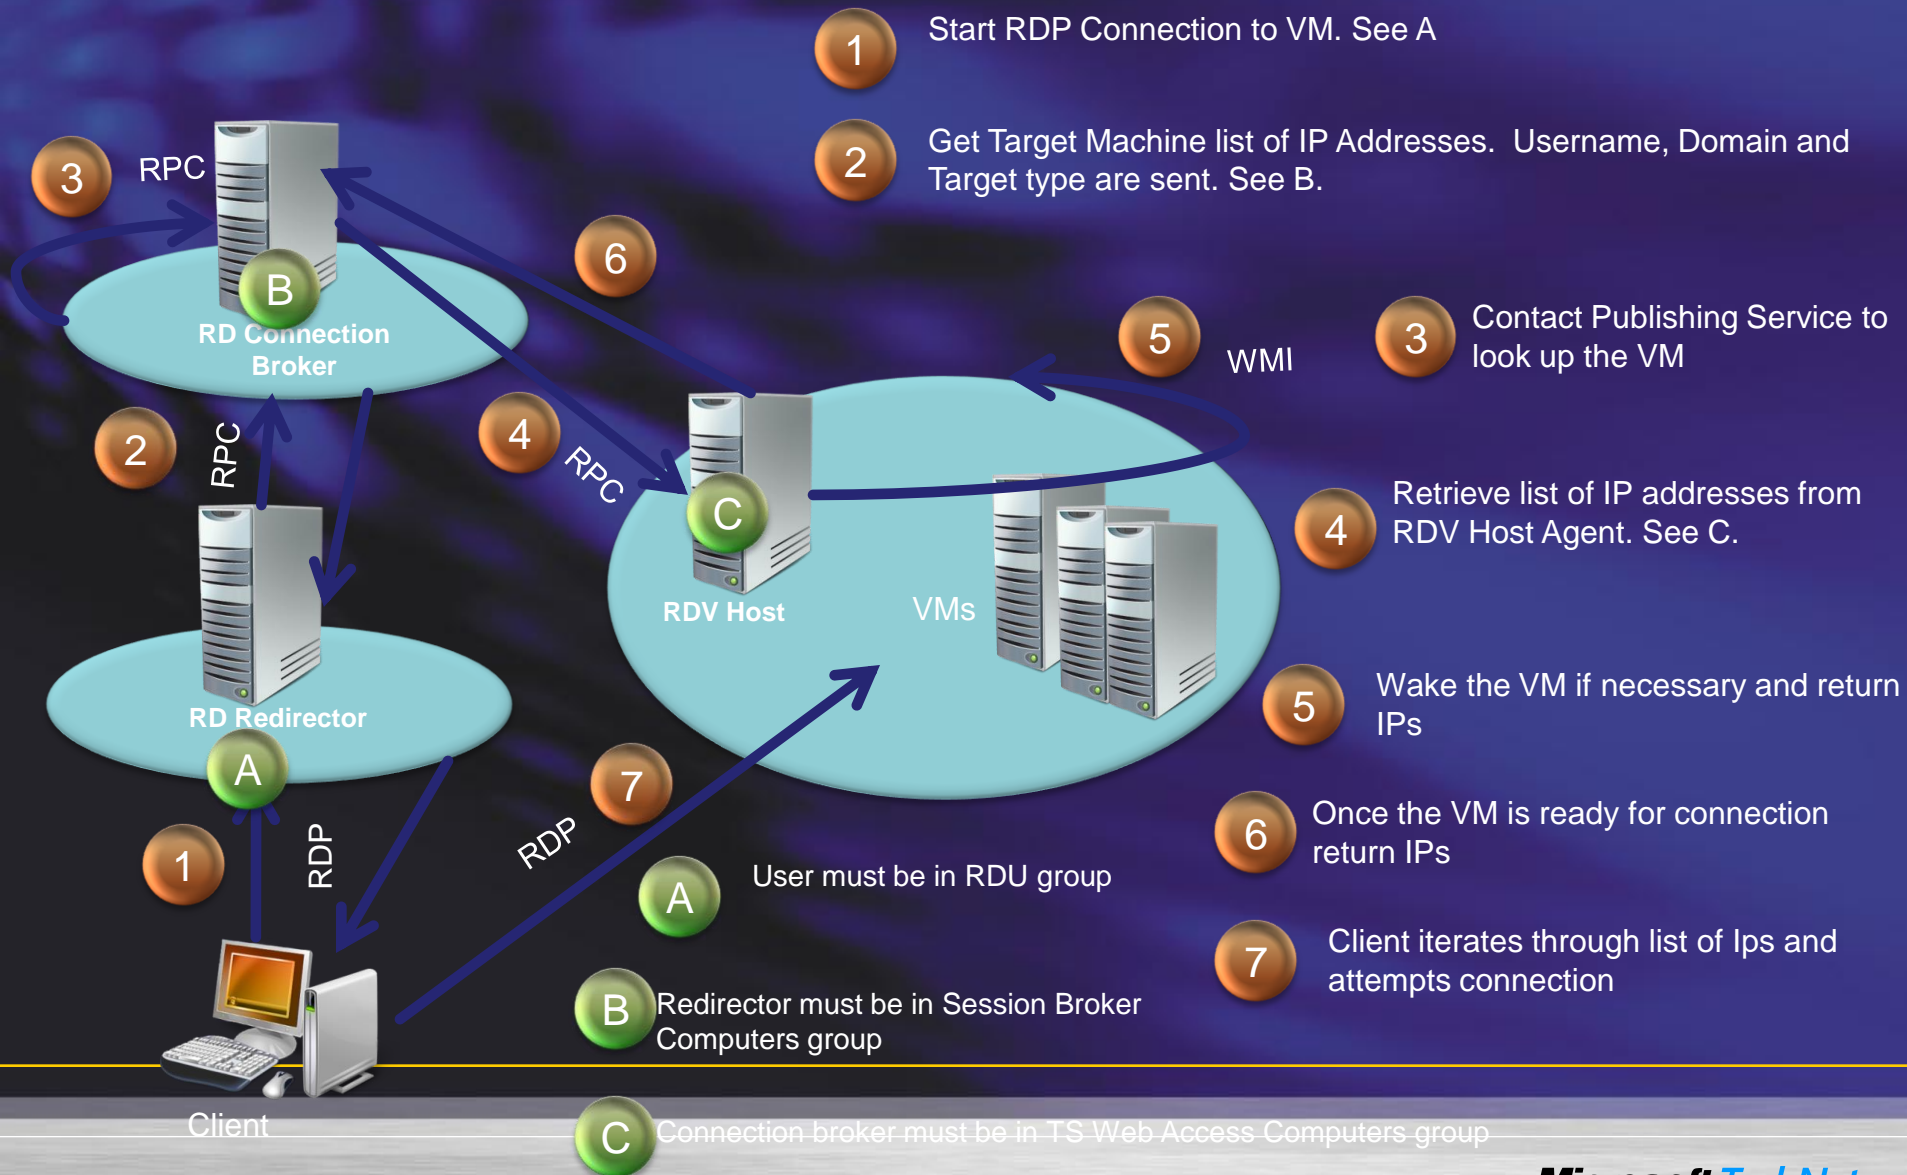 1
Start RDP Connection to VM. See A
2
Get Target Machine list of IP Addresses. Username, Domain and
Target type are sent. See B.
3
RPC
6
B
RD Connection
Broker
5
WMI
3
Contact Publishing Service to
look up the VM
2
RPC
4
RPC
C
4
Retrieve list of IP addresses from
RDV Host Agent. See C.
RDV Host
VMs
5
Wake the VM if necessary and return
IPs
RD Redirector
A
7
RDP
6
Once the VM is ready for connection
return IPs
1
RDP
A
User must be in RDU group
7
Client iterates through list of Ips and
attempts connection
B
Redirector must be in Session Broker
Computers group
Client
C
Connection broker must be in TS Web Access Computers group
Microsoft TechNet